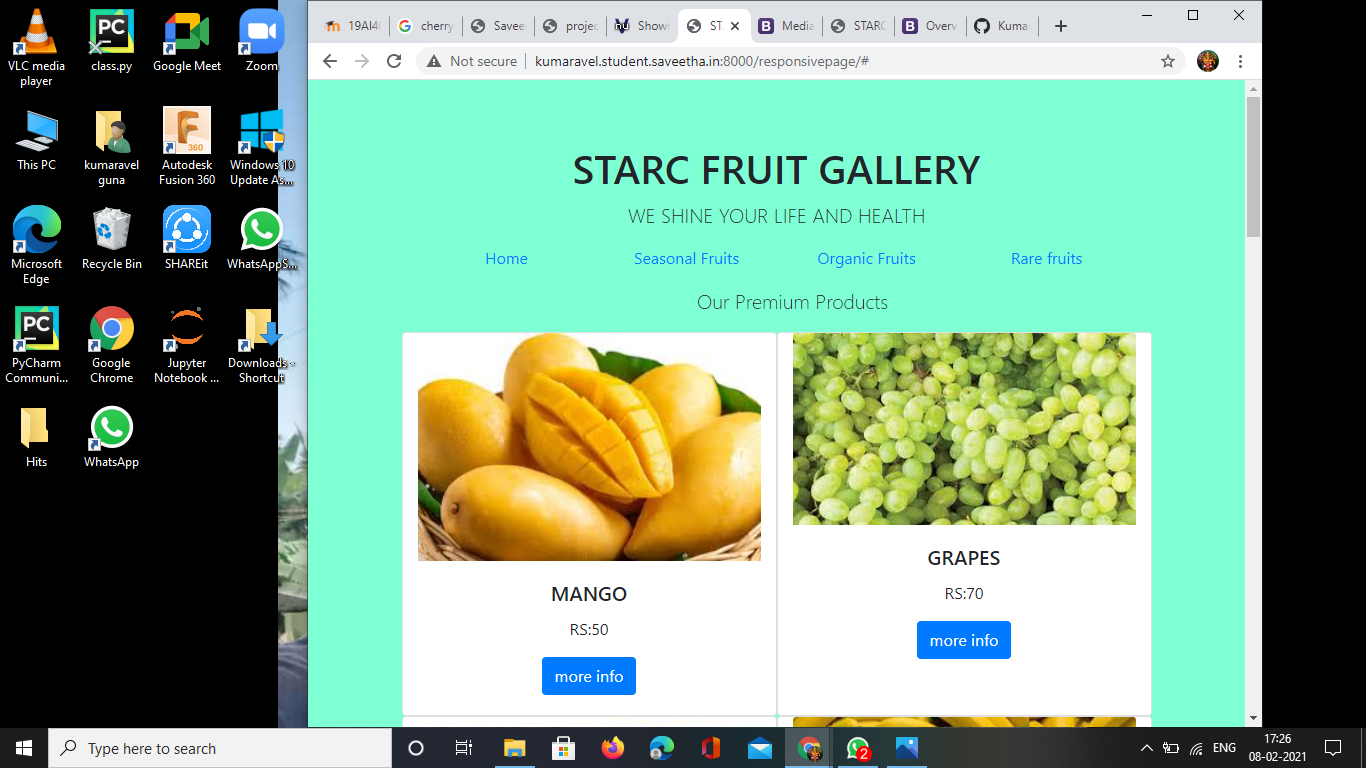 VLC media
player
class.py
Google Meet
Zoom
This PC
kumaravel
guna
Autodesk
Fusion 360
Windows 10
Update As...
Microsoft
Edge
Recycle Bin
SHAREit
WhatsAppS...
PyCharm
Communi...
Google
Chrome
Jupyter
Notebook ...
Downloads -
Shortcut
Hits
WhatsApp
19AI4
cherry
Savee
projec
Showi
ST
Media
STARC
Overv
Kuma
Not secure
kumaravel.student.saveetha.in:8000/responsivepage/#
STARC FRUIT GALLERY
WE SHINE YOUR LIFE AND HEALTH
Home Seasonal Fruits Organic Fruits Rare fruits
Our Premium Products
MANGO
RS:50
more info
GRAPES
RS:70
more info
Type here to search
2
ENG
17:26
08-02-2021